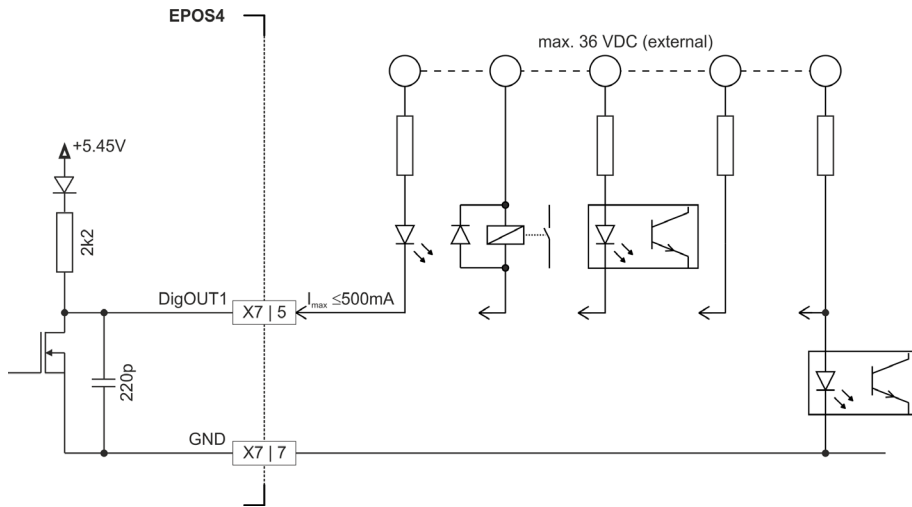 EPOS4
max. 36 VDC (external)
+5.45V
2k2
DigOUT1
X7 | 5
Imax ≤500mA
220p
GND
X7 | 7